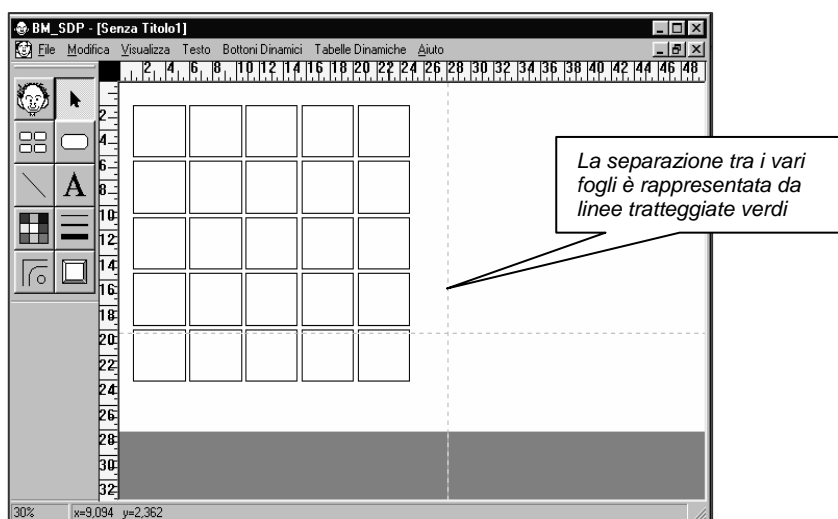 BM_SDP - [Senza Titolo1]
File Modifica Visualizza Testo Bottoni Dinamici Tabelle Dinamiche Aiuto
2 4 6 8 10 12 14 16 18 20 22 24 26 28 30 32 34 36 38 40 42 44 46 48
2
4
6
8
10
12
14
16
18
20
22
24
26
28
30
32
A
La separazione tra i vari
fogli è rappresentata da
linee tratteggiate verdi
30% x=9,094 y=2,362